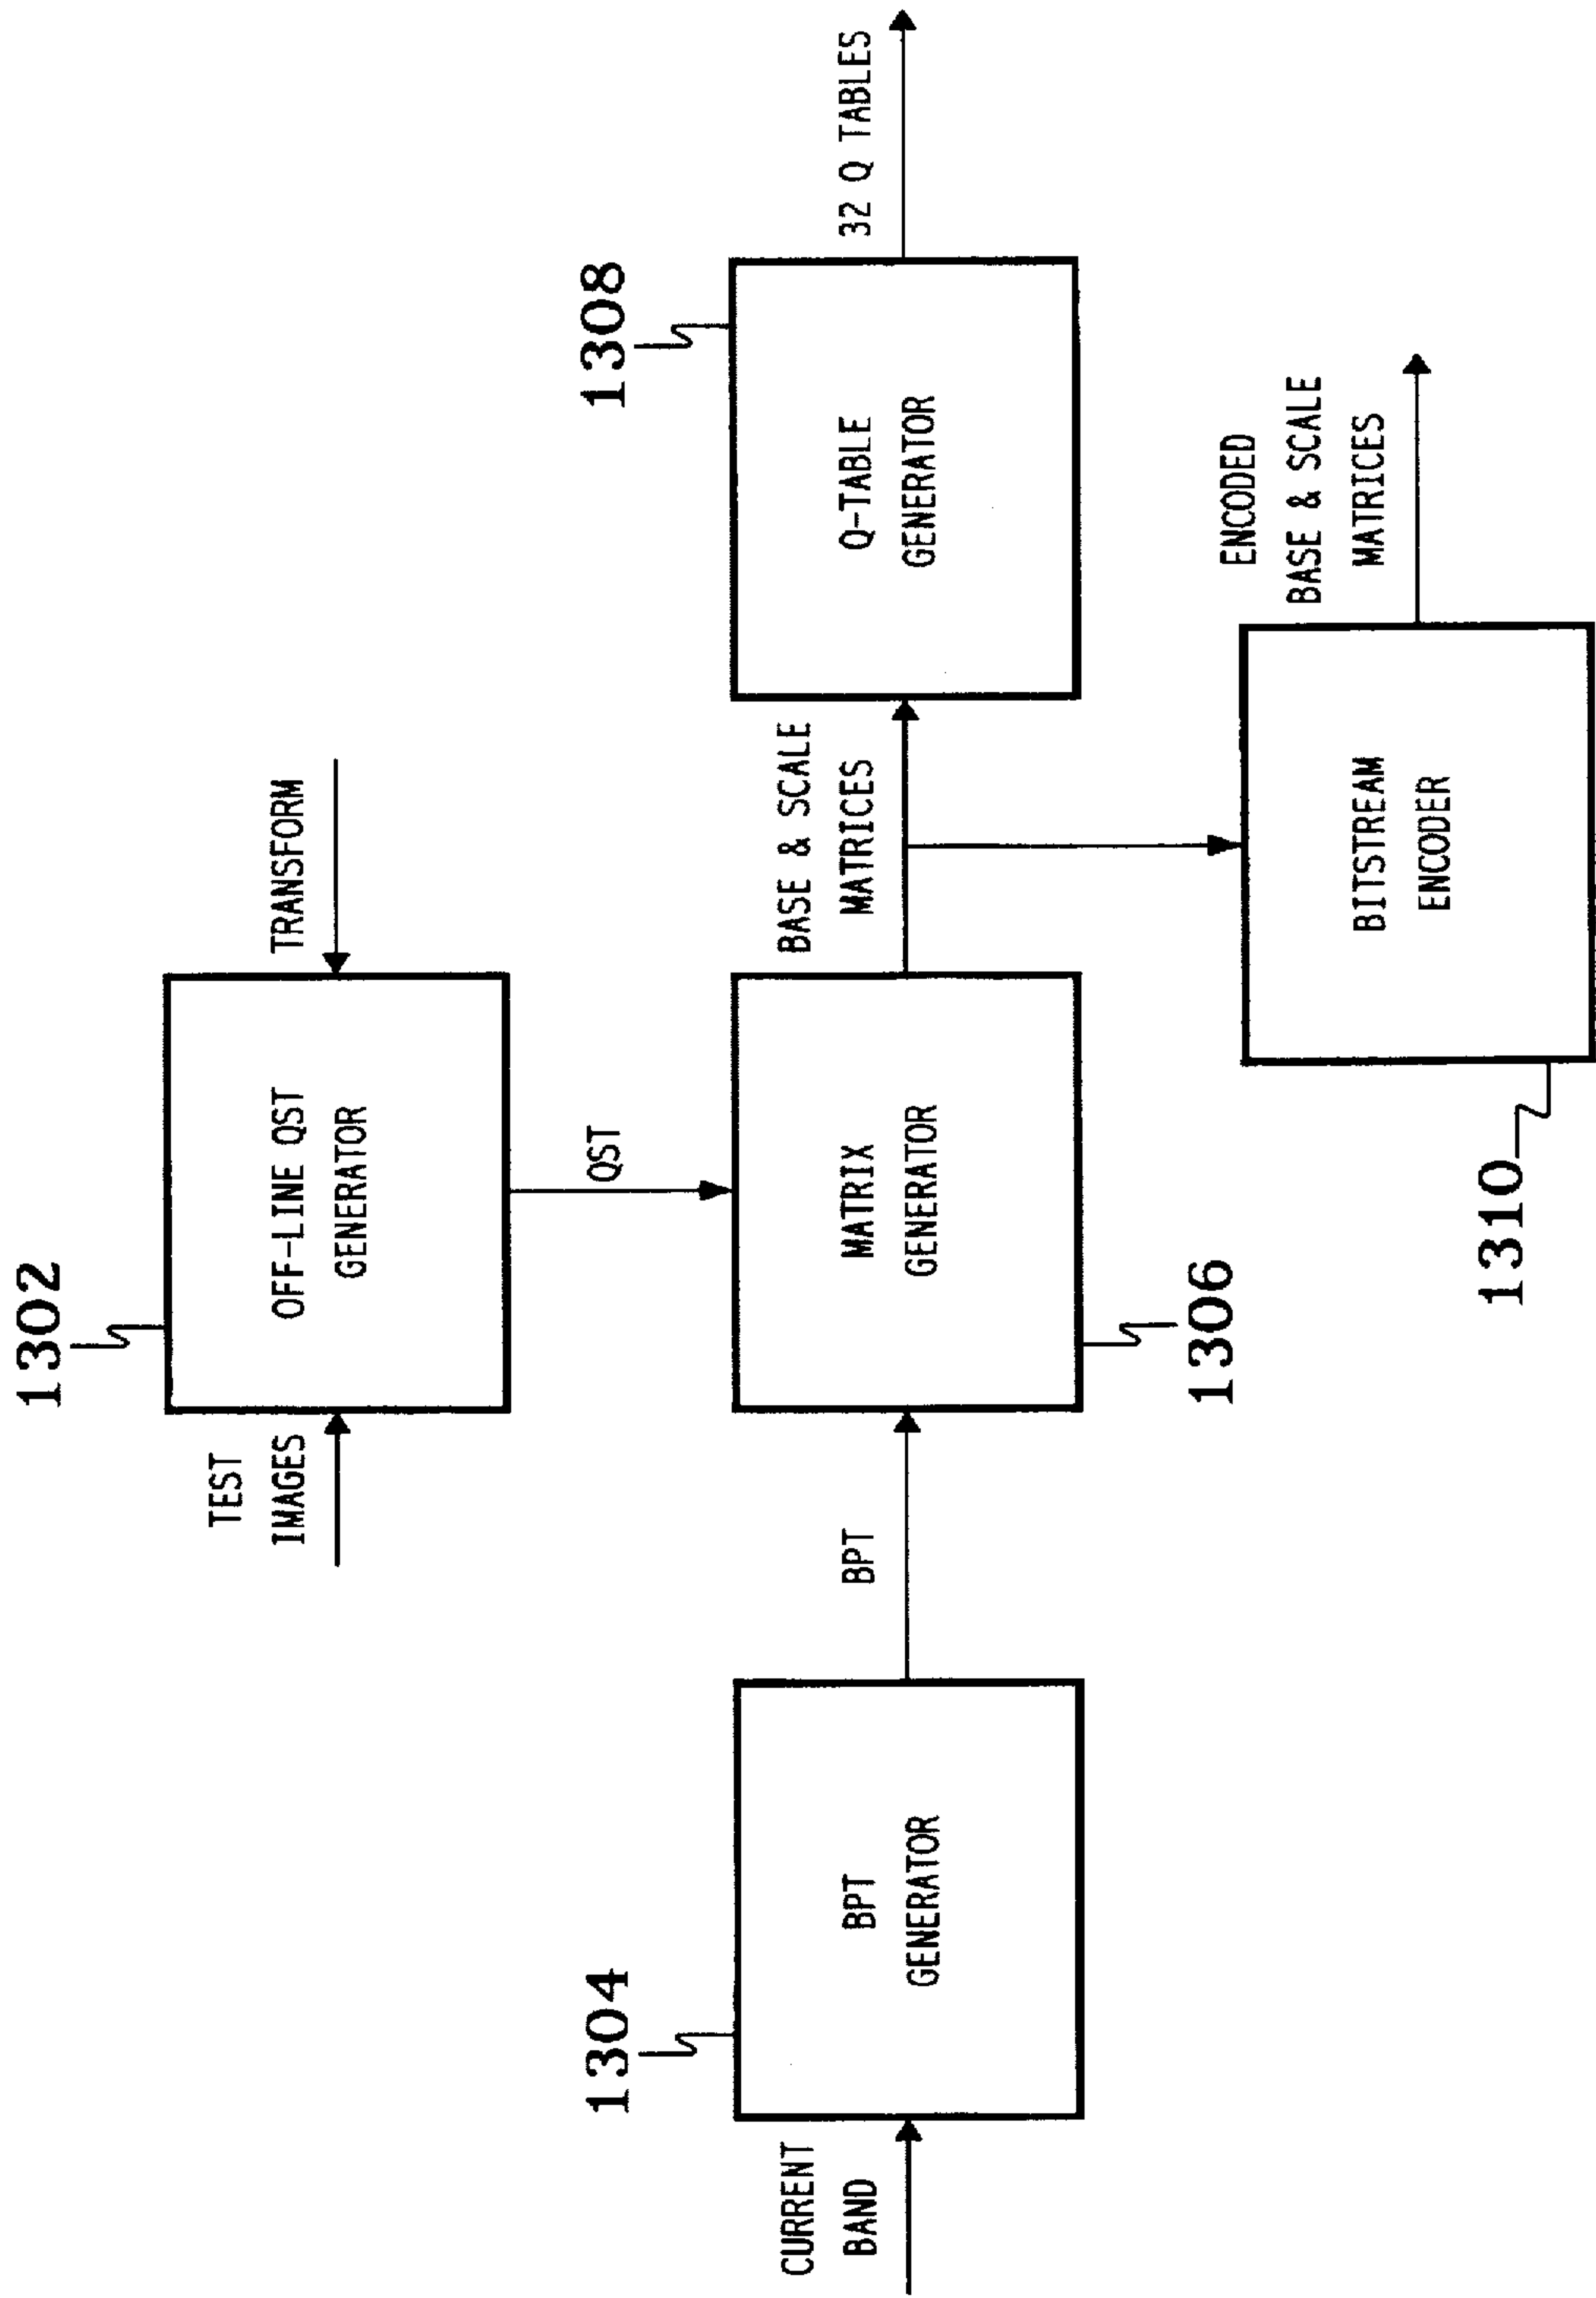 1302
TEST
IMAGES
OFF-LINE QST
GENERATOR
TRANSFORM
QST
1304
CURRENT
BAND
BPT
GENERATOR
BPT
MATRIX
GENERATOR
1306
BASE & SCALE
MATRICES
1308
Q-TABLE
GENERATOR
32 Q TABLES
BITSTREAM
ENCODER
1310
ENCODED
BASE & SCALE
MATRICES